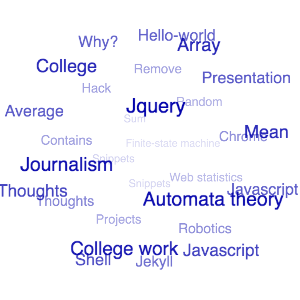 Hello-world
Why?
Array
College
Remove
Presentation
Hack
Random
Jquery
Average
Sum
Mean
Chrome
Contains
Finite-state machine
Snippets
Journalism
Web statistics
Snippets
Thoughts
Javascript
Thoughts
Automata theory
Projects
Robotics
College work
Javascript
Shell
Jekyll